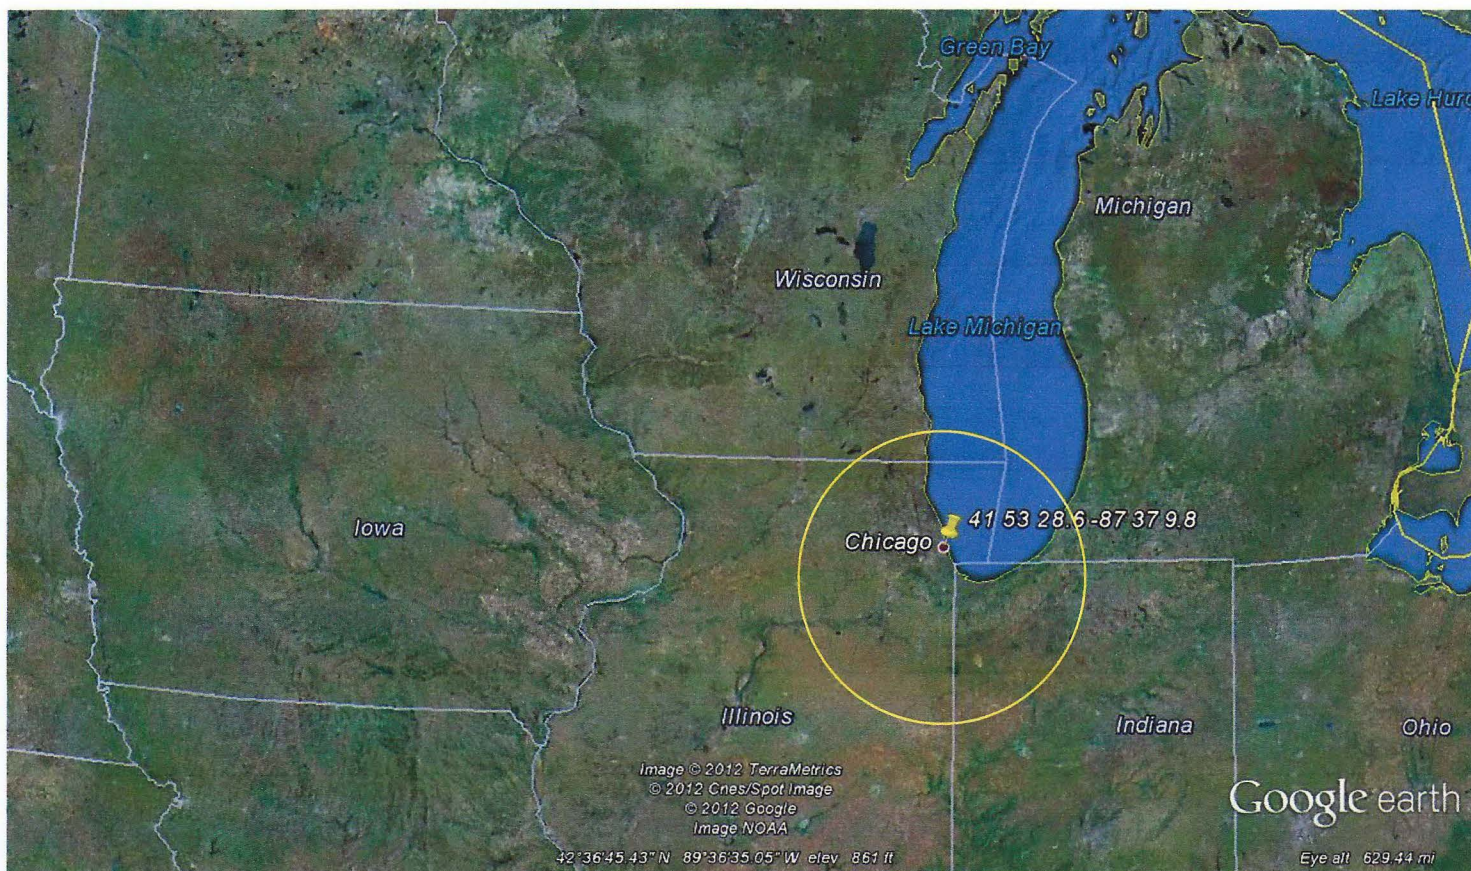 Green Bay
Lake Huro
Michigan
Wisconsin
Lake Michigan
41 53 28.6 -87 37 9.8
Iowa
Chicago
Illinois
Indiana
Ohio
Image © 2012 TerraMetrics
© 2012 Cnes/Spot Image
© 2012 Google
Image NOAA
Google earth
42°36'45.43" N 89°36'35.05" W elev 861 ft
Eye alt 629.44 mi